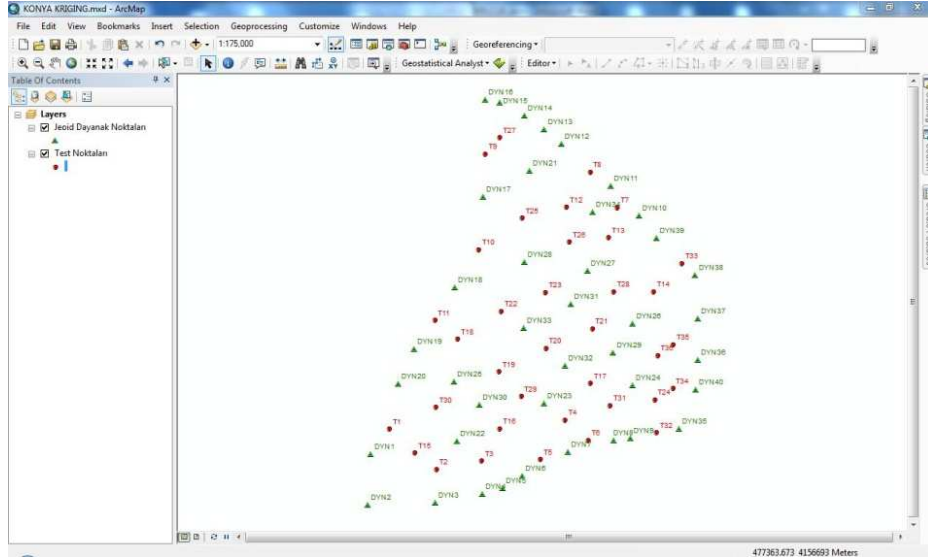 KONYA KRIGING.mxd - ArcMap
File Edit View Bookmarks Insert Selection Geoprocessing Customize Windows Help
1:175,000 Georeferencing
Geostatistical Analyst Editor
Table Of Contents
Layers
Jeoid Dayanak Noktaları
Test Noktaları
DYN16
DYN15
DYN14
DYN13
T27
DYN12
T9
DYN21
T8
DYN11
DYN17
T12
T7
DYN10
T25
T26
T13
DYN39
T10
T33
DYN28
DYN27
DYN38
DYN18
T23
T28
T14
DYN31
T22
T11
DYN37
DYN33
T21
DYN26
T18
DYN19
T20
DYN29
T35
DYN32
DYN36
T19
DYN20
T17
DYN24
T34
DYN40
T29
DYN30
DYN23
T30
T31
T24
T1
T16
T4
DYN22
T6
DYN8
DYN9
T32
DYN35
DYN1
T15
DYN7
T2
T3
T5
DYN6
DYN5
DYN2
DYN3
477363.673 4156693 Meters